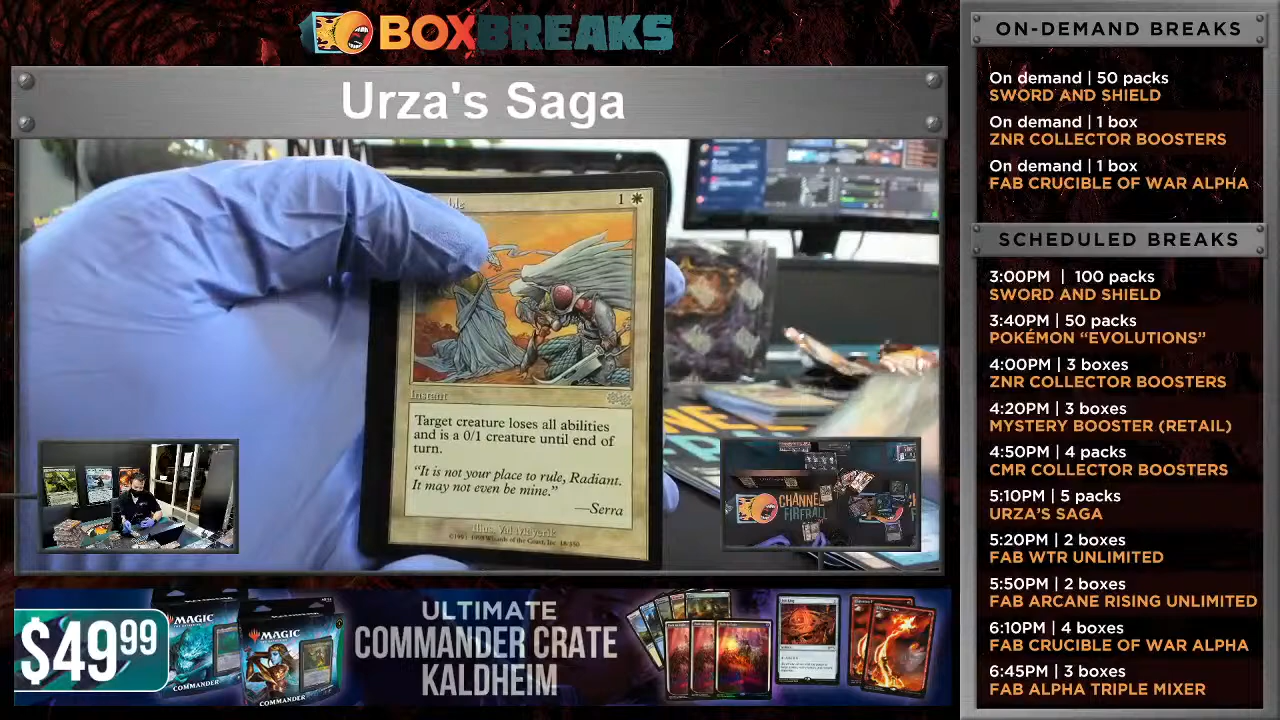 BOXBREAKS
Urza's Saga
1
Instant
Target creature loses all abilities
and is a 0/1 creature until end of
turn.
“It is not your place to rule, Radiant.
It may not even be mine.”
—Serra
Illus. Val Mayerik
CHANNEL
FIREBALL
$49.99
MAGIC
COMMANDER
MAGIC
COMMANDER
ULTIMATE
COMMANDER CRATE
KALDHEIM
ON-DEMAND BREAKS
On demand | 50 packs
SWORD AND SHIELD
On demand | 1 box
ZNR COLLECTOR BOOSTERS
On demand | 1 box
FAB CRUCIBLE OF WAR ALPHA
SCHEDULED BREAKS
3:00PM | 100 packs
SWORD AND SHIELD
3:40PM | 50 packs
POKÉMON “EVOLUTIONS”
4:00PM | 3 boxes
ZNR COLLECTOR BOOSTERS
4:20PM | 3 boxes
MYSTERY BOOSTER (RETAIL)
4:50PM | 4 packs
CMR COLLECTOR BOOSTERS
5:10PM | 5 packs
URZA'S SAGA
5:20PM | 2 boxes
FAB WTR UNLIMITED
5:50PM | 2 boxes
FAB ARCANE RISING UNLIMITED
6:10PM | 4 boxes
FAB CRUCIBLE OF WAR ALPHA
6:45PM | 3 boxes
FAB ALPHA TRIPLE MIXER